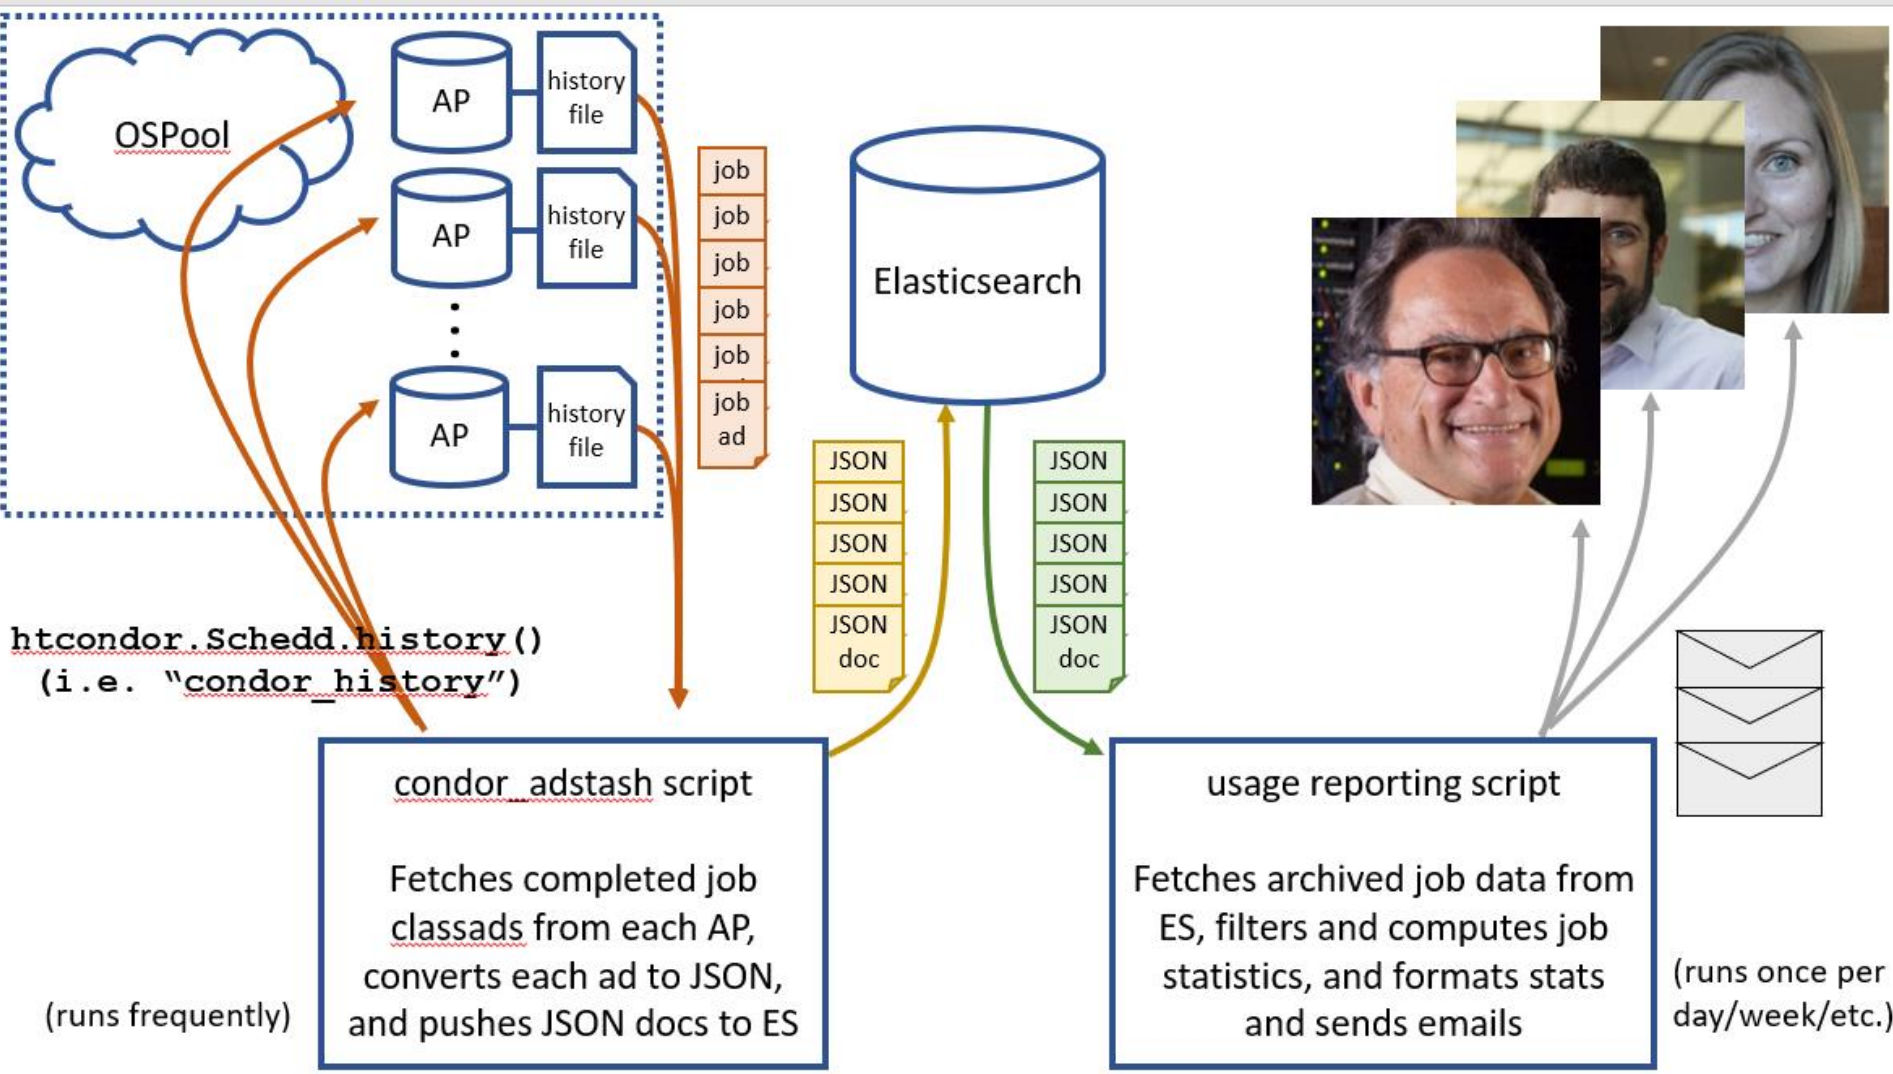 OSPool
AP
history
file
AP
history
file
AP
history
file
job
job
job
job
job
job
ad
Elasticsearch
JSON
JSON
JSON
JSON
JSON
doc
JSON
JSON
JSON
JSON
JSON
doc
htcondor.Schedd.history()
(i.e. “condor_history”)
condor_adstash script
Fetches completed job
classads from each AP,
converts each ad to JSON,
and pushes JSON docs to ES
(runs frequently)
usage reporting script
Fetches archived job data from
ES, filters and computes job
statistics, and formats stats
and sends emails
(runs once per
day/week/etc.)